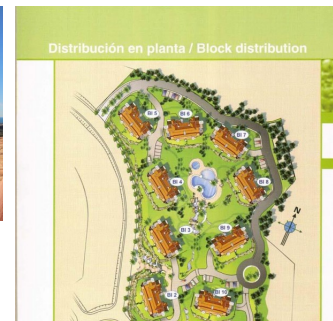 Distribución en planta / Block distribution
Bl 5
Bl 6
Bl 7
Bl 4
Bl 8
Bl 3
Bl 9
N
Bl 2
Bl 10